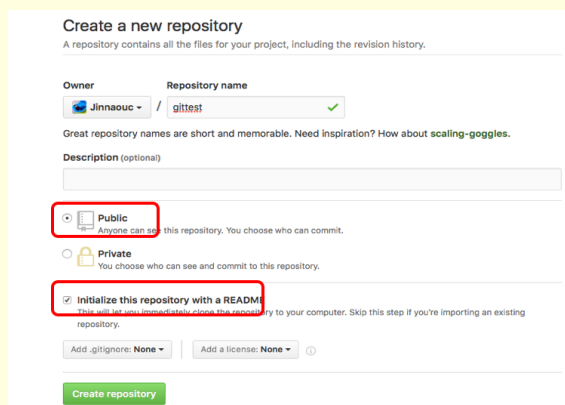 Create a new repository
A repository contains all the files for your project, including the revision history.
Owner Repository name
Jinnaouc / gittest
Great repository names are short and memorable. Need inspiration? How about scaling-goggles.
Description (optional)
Public
Anyone can see this repository. You choose who can commit.
Private
You choose who can see and commit to this repository.
Initialize this repository with a README
This will let you immediately clone the repository to your computer. Skip this step if you're importing an existing
repository.
Add .gitignore: None Add a license: None
Create repository